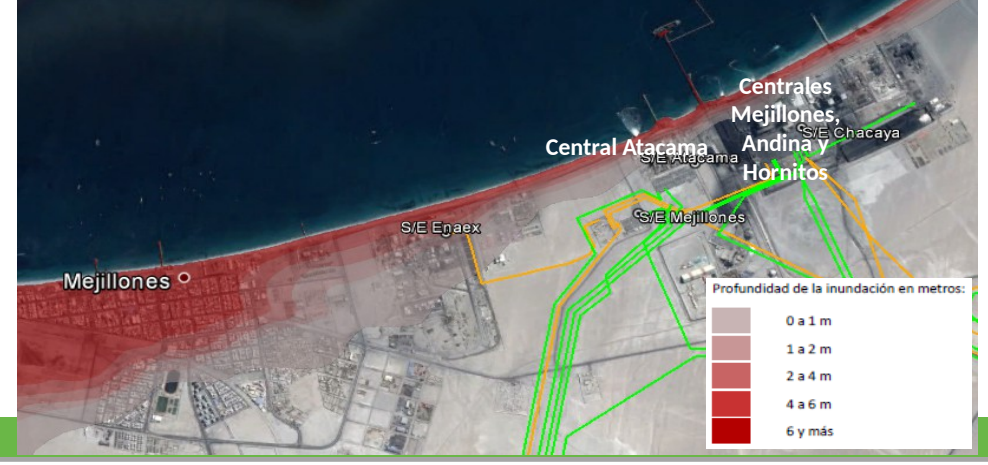 Centrales
Mejillones,
Andina y
Hornitos
S/E Chacaya
Central Atacama
S/E Atacama
S/E Mejillones
S/E Enaex
Mejillones
Profundidad de la inundación en metros:
0 a 1 m
1 a 2 m
2 a 4 m
4 a 6 m
6 y más